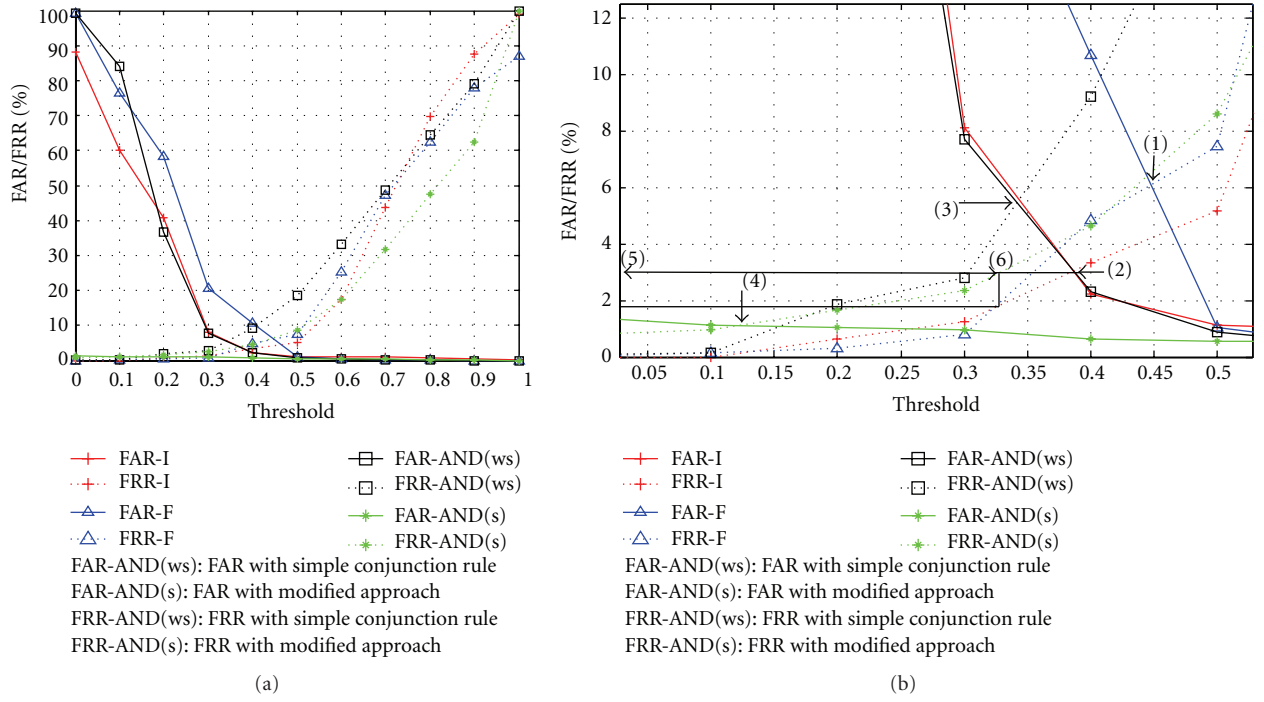 100
90
80
70
60
50
40
30
20
10
0
FAR/FRR (%)
0 0.1 0.2 0.3 0.4 0.5 0.6 0.7 0.8 0.9 1
Threshold
FAR-I
FRR-I
FAR-F
FRR-F
FAR-AND(ws)
FRR-AND(ws)
FAR-AND(s)
FRR-AND(s)
FAR-AND(ws): FAR with simple conjunction rule
FAR-AND(s): FAR with modified approach
FRR-AND(ws): FRR with simple conjunction rule
FRR-AND(s): FRR with modified approach
(a)
12
10
8
6
4
2
0
FAR/FRR (%)
(1)
(3)
(5)
(6)
(2)
(4)
0.05 0.1 0.15 0.2 0.25 0.3 0.35 0.4 0.45 0.5
Threshold
FAR-I
FRR-I
FAR-F
FRR-F
FAR-AND(ws)
FRR-AND(ws)
FAR-AND(s)
FRR-AND(s)
FAR-AND(ws): FAR with simple conjunction rule
FAR-AND(s): FAR with modified approach
FRR-AND(ws): FRR with simple conjunction rule
FRR-AND(s): FRR with modified approach
(b)